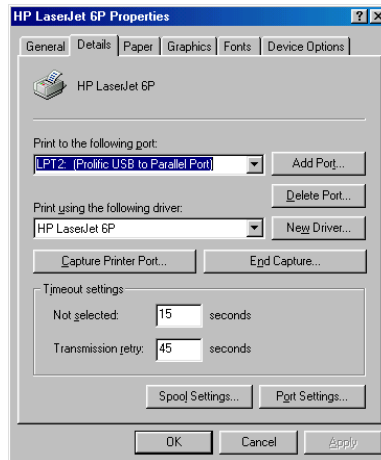 HP LaserJet 6P Properties
General Details Paper Graphics Fonts Device Options
HP LaserJet 6P
Print to the following port:
LPT2: (Prolific USB to Parallel Port) Add Port...
Delete Port...
Print using the following driver:
HP LaserJet 6P New Driver...
Capture Printer Port... End Capture...
Timeout settings
Not selected: 15 seconds
Transmission retry: 45 seconds
Spool Settings... Port Settings...
OK Cancel Apply